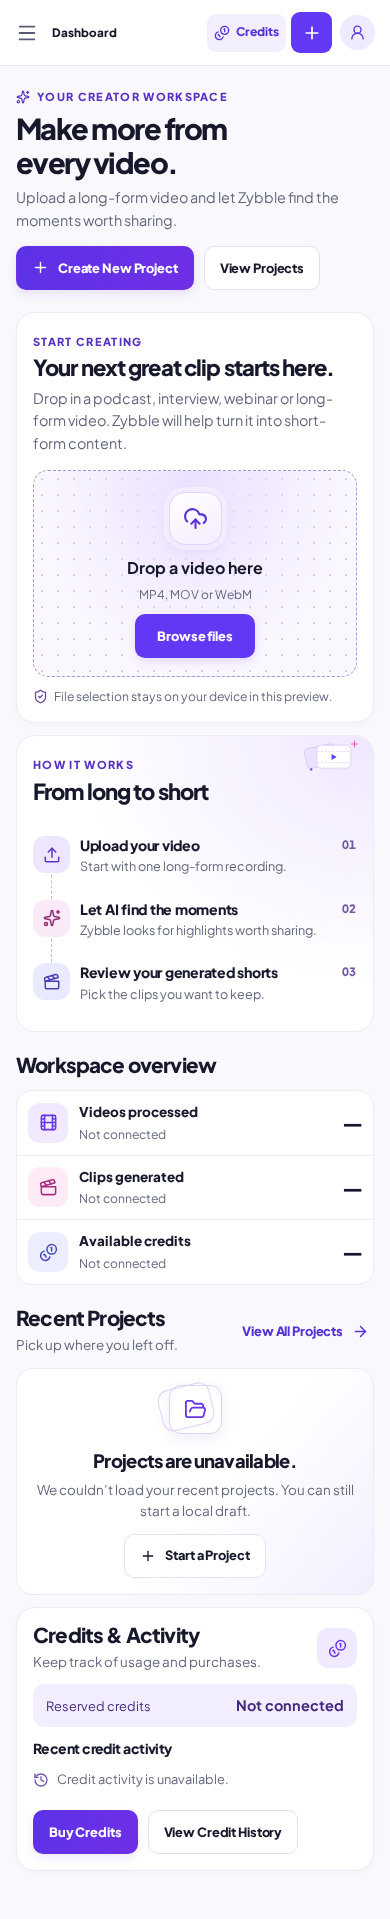 Dashboard
Credits
YOUR CREATOR WORKSPACE
Make more from
every video.
Upload a long-form video and let Zybble find the
moments worth sharing.
Create New Project
View Projects
START CREATING
Your next great clip starts here.
Drop in a podcast, interview, webinar or long-
form video. Zybble will help turn it into short-
form content.
Drop a video here
MP4, MOV or WebM
Browse files
File selection stays on your device in this preview.
HOW IT WORKS
From long to short
Upload your video
01
Start with one long-form recording.
Let AI find the moments
02
Zybble looks for highlights worth sharing.
Review your generated shorts
03
Pick the clips you want to keep.
Workspace overview
Videos processed
Not connected
—
Clips generated
Not connected
—
Available credits
Not connected
—
Recent Projects
Pick up where you left off.
View All Projects
Projects are unavailable.
We couldn’t load your recent projects. You can still
start a local draft.
Start a Project
Credits & Activity
Keep track of usage and purchases.
Reserved credits
Not connected
Recent credit activity
Credit activity is unavailable.
Buy Credits
View Credit History